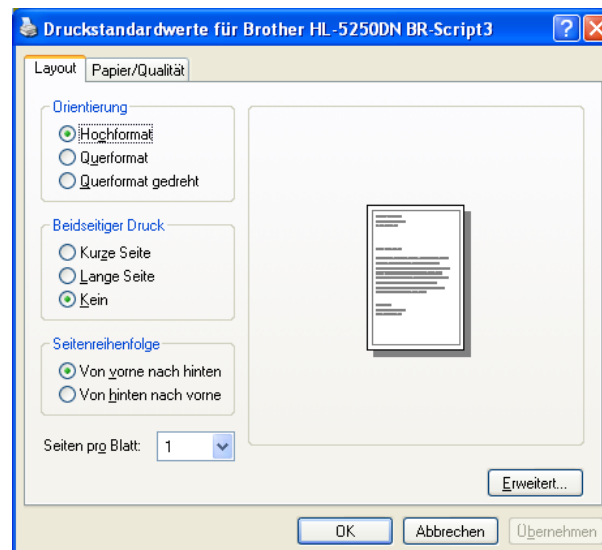 Druckstandardwerte für Brother HL-5250DN BR-Script3
Layout
Papier/Qualität
Orientierung
Hochformat
Querformat
Querformat gedreht
Beidseitiger Druck
Kurze Seite
Lange Seite
Kein
Seitenreihenfolge
Von vorne nach hinten
Von hinten nach vorne
Seiten pro Blatt: 1
Erweitert...
OK
Abbrechen
Übernehmen